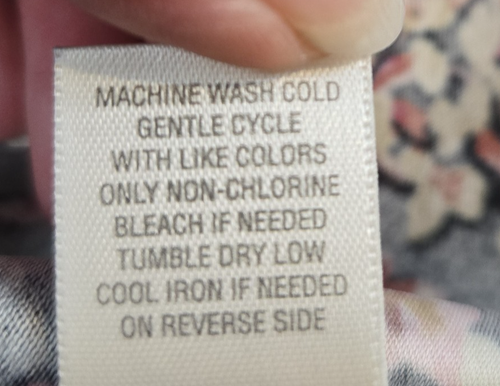 MACHINE WASH COLD
GENTLE CYCLE
WITH LIKE COLORS
ONLY NON-CHLORINE
BLEACH IF NEEDED
TUMBLE DRY LOW
COOL IRON IF NEEDED
ON REVERSE SIDE